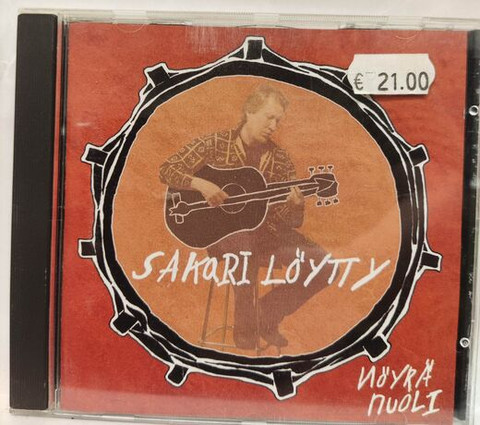 € 21.00
SAKARI LÖYTTY
NÖYRÄ
NUOLI